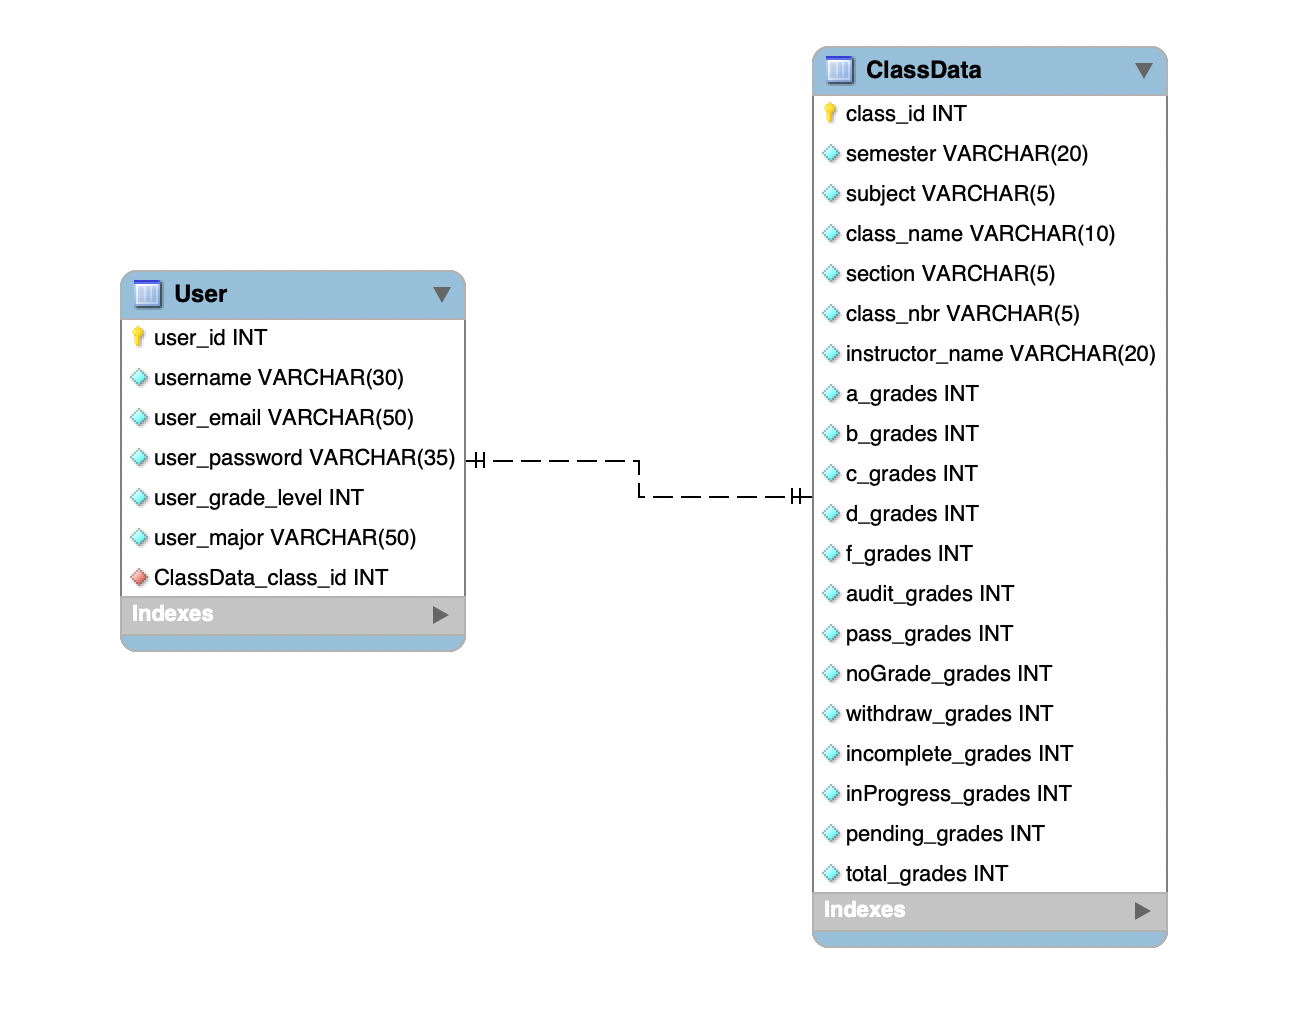 User
user_id INT
username VARCHAR(30)
user_email VARCHAR(50)
user_password VARCHAR(35)
user_grade_level INT
user_major VARCHAR(50)
ClassData_class_id INT
Indexes
ClassData
class_id INT
semester VARCHAR(20)
subject VARCHAR(5)
class_name VARCHAR(10)
section VARCHAR(5)
class_nbr VARCHAR(5)
instructor_name VARCHAR(20)
a_grades INT
b_grades INT
c_grades INT
d_grades INT
f_grades INT
audit_grades INT
pass_grades INT
noGrade_grades INT
withdraw_grades INT
incomplete_grades INT
inProgress_grades INT
pending_grades INT
total_grades INT
Indexes